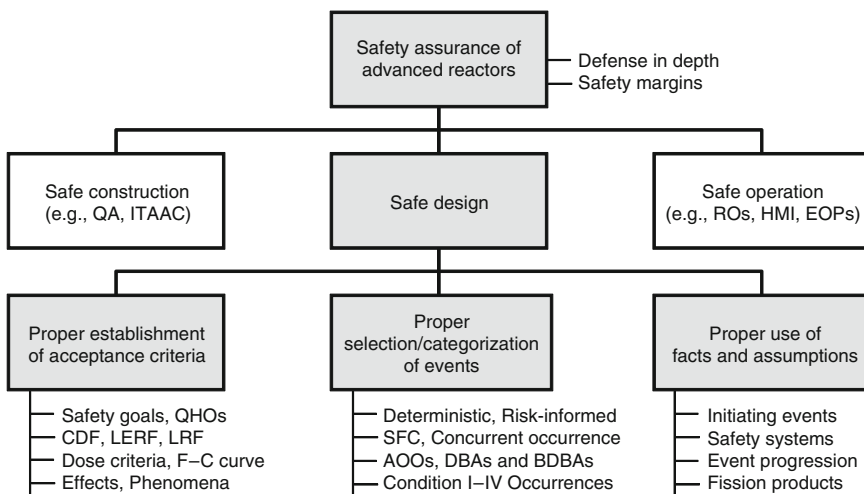 Safety assurance of
advanced reactors
Defense in depth
Safety margins
Safe construction
(e.g., QA, ITAAC)
Safe design
Safe operation
(e.g., ROs, HMI, EOPs)
Proper establishment
of acceptance criteria
Proper
selection/categorization
of events
Proper use of
facts and assumptions
Safety goals, QHOs
CDF, LERF, LRF
Dose criteria, F–C curve
Effects, Phenomena
Deterministic, Risk-informed
SFC, Concurrent occurrence
AOOs, DBAs and BDBAs
Condition I–IV Occurrences
Initiating events
Safety systems
Event progression
Fission products